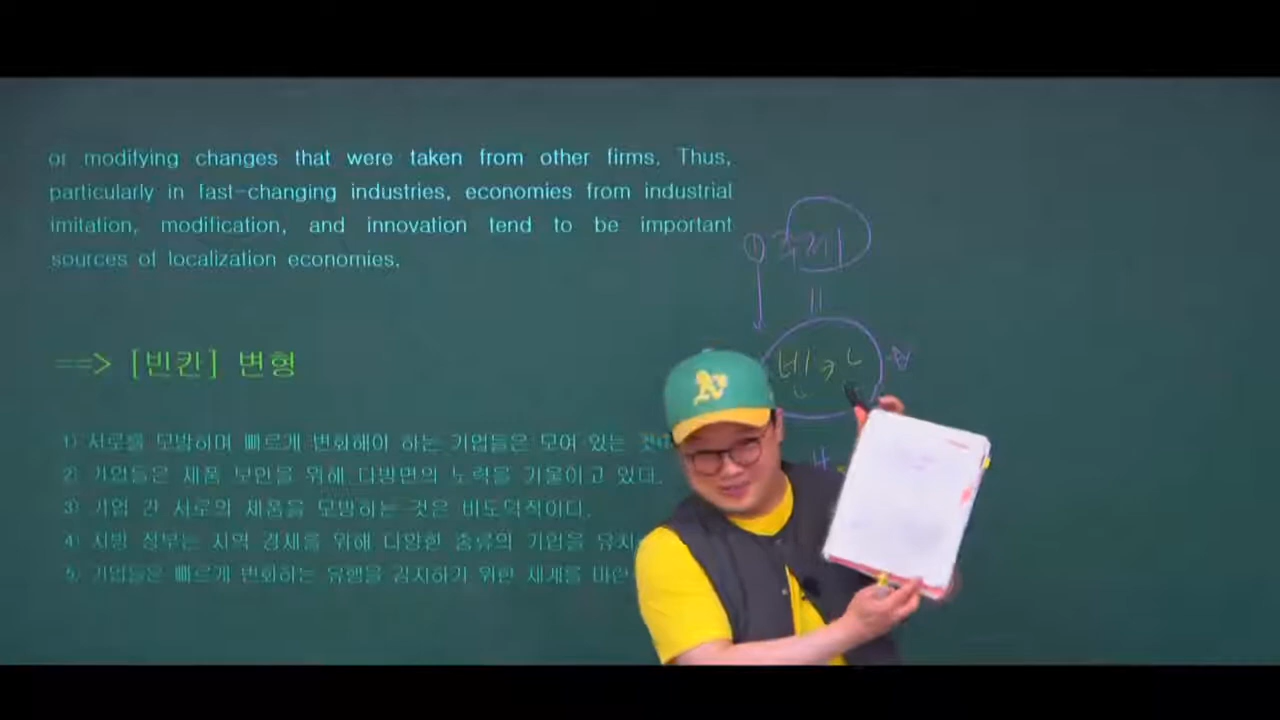 or modifying changes that were taken from other firms. Thus,
particularly in fast-changing industries, economies from industrial
imitation, modification, and innovation tend to be important
sources of localization economies.
==> [빈칸] 변형
1) 서로를 모방하며 빠르게 변화해야 하는 기업들은 모여 있는
2) 기업들은 제품 보안을 위해 다방면의 노력을 기울이고 있다.
3) 기업 간 서로의 제품을 모방하는 것은 비도덕적이다.
4) 지방 정부는 지역 경제를 위해 다양한 종류의 기업을 유치
5) 기업들은 빠르게 변화하는 유행을 감지하기 위한 체계를 마련
① 주제
=
빈칸
A's